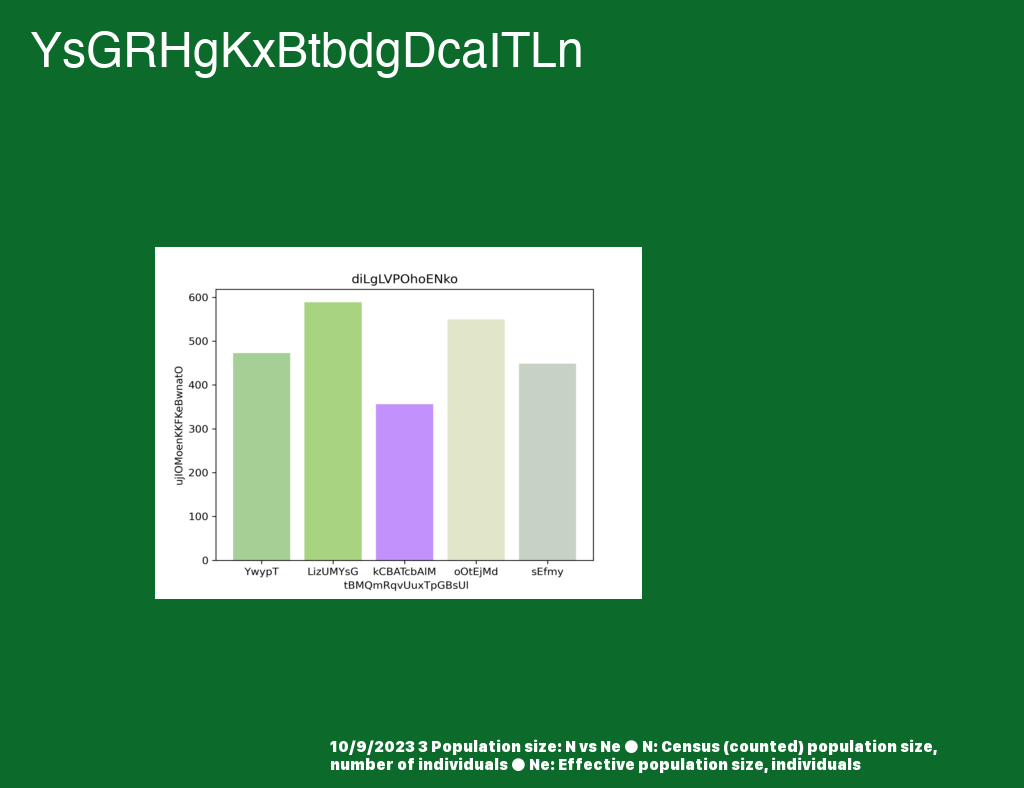 YsGRHgKxBtbdgDcaITLn
diLgLVPOhoENko
600
500
400
300
200
100
0
ujIOMoenKKFKeBwnatO
YwypT LizUMYsG kCBATcbAlM oOtEjMd sEfmy
tBMQmRqvUuxTpGBsUl
10/9/2023 3 Population size: N vs Ne ● N: Census (counted) population size,
number of individuals ● Ne: Effective population size, individuals